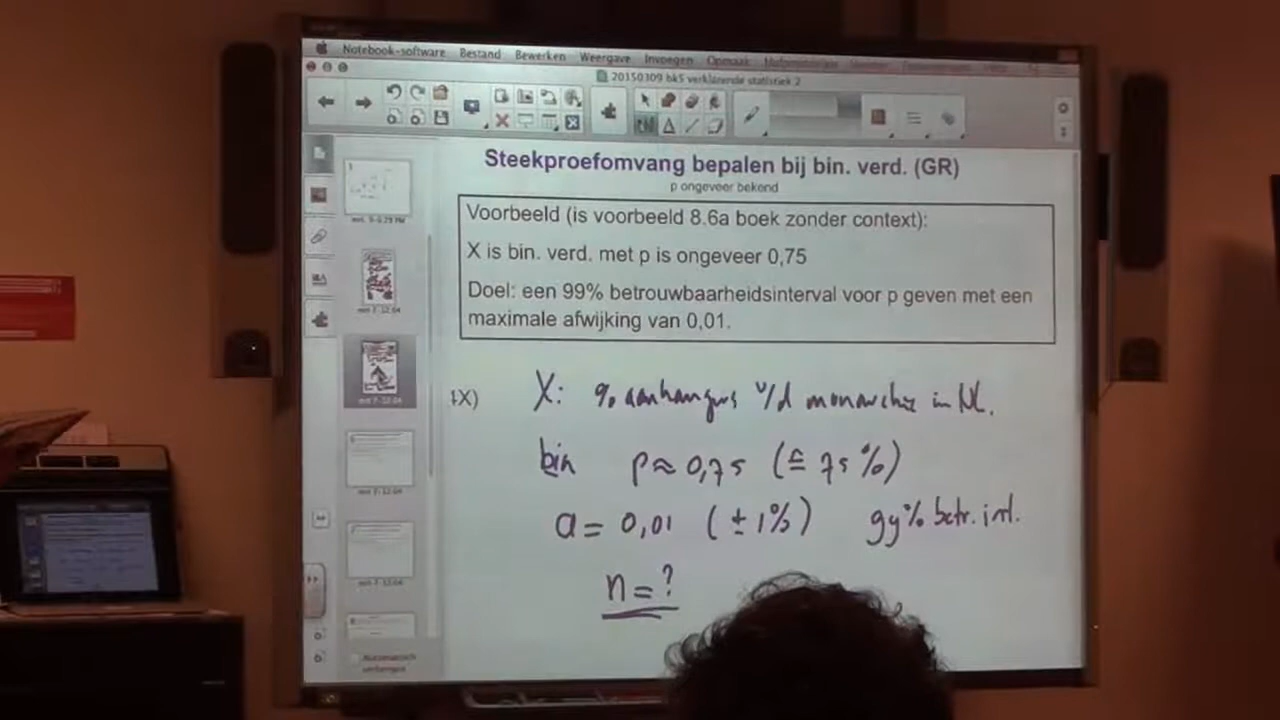 Notebook-software Bestand Bewerken Weergave Invoegen Opmaak
20150309 bk5 verklarende statistiek 2
Steekproefomvang bepalen bij bin. verd. (GR)
p ongeveer bekend
Voorbeeld (is voorbeeld 8.6a boek zonder context):
X is bin. verd. met p is ongeveer 0,75
Doel: een 99% betrouwbaarheidsinterval voor p geven met een
maximale afwijking van 0,01.
X: % aanhangers v/d monarchie in NL.
bin p ≈ 0,75 (≙ 75%)
a = 0,01 (± 1%) 99% betr. int.
n = ?
Automatisch
verbergen